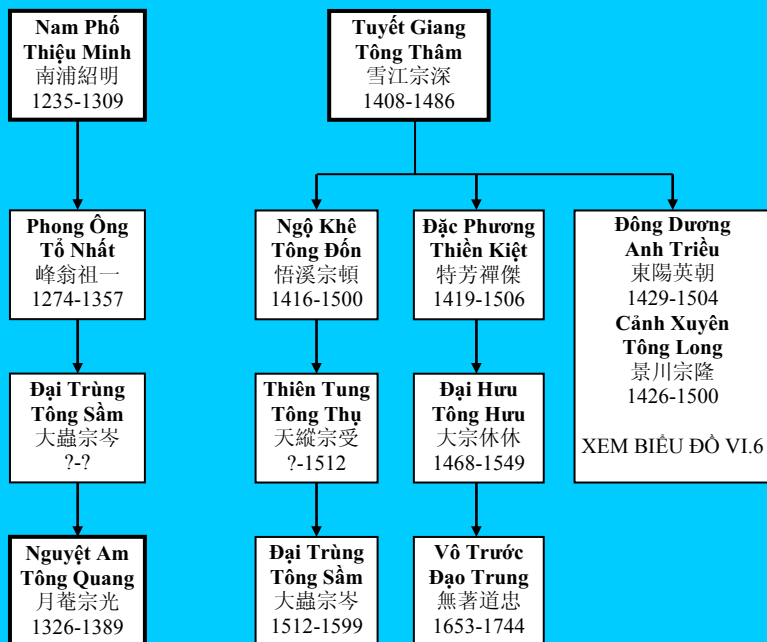 Nam Phố
Thiệu Minh
南浦紹明
1235-1309
Tuyết Giang
Tông Thâm
雪江宗深
1408-1486
Phong Ông
Tổ Nhất
峰翁祖一
1274-1357
Ngộ Khê
Tông Đốn
悟溪宗頓
1416-1500
Đặc Phương
Thiền Kiệt
特芳禪傑
1419-1506
Đông Dương
Anh Triều
東陽英朝
1429-1504
Cảnh Xuyên
Tông Long
景川宗隆
1426-1500
XEM BIỂU ĐỒ VI.6
Đại Trùng
Tông Sầm
大蟲宗岑
?-?
Thiên Tung
Tông Thụ
天縱宗受
?-1512
Đại Hưu
Tông Hưu
大宗休休
1468-1549
Nguyệt Am
Tông Quang
月菴宗光
1326-1389
Đại Trùng
Tông Sầm
大蟲宗岑
1512-1599
Vô Trước
Đạo Trung
無著道忠
1653-1744